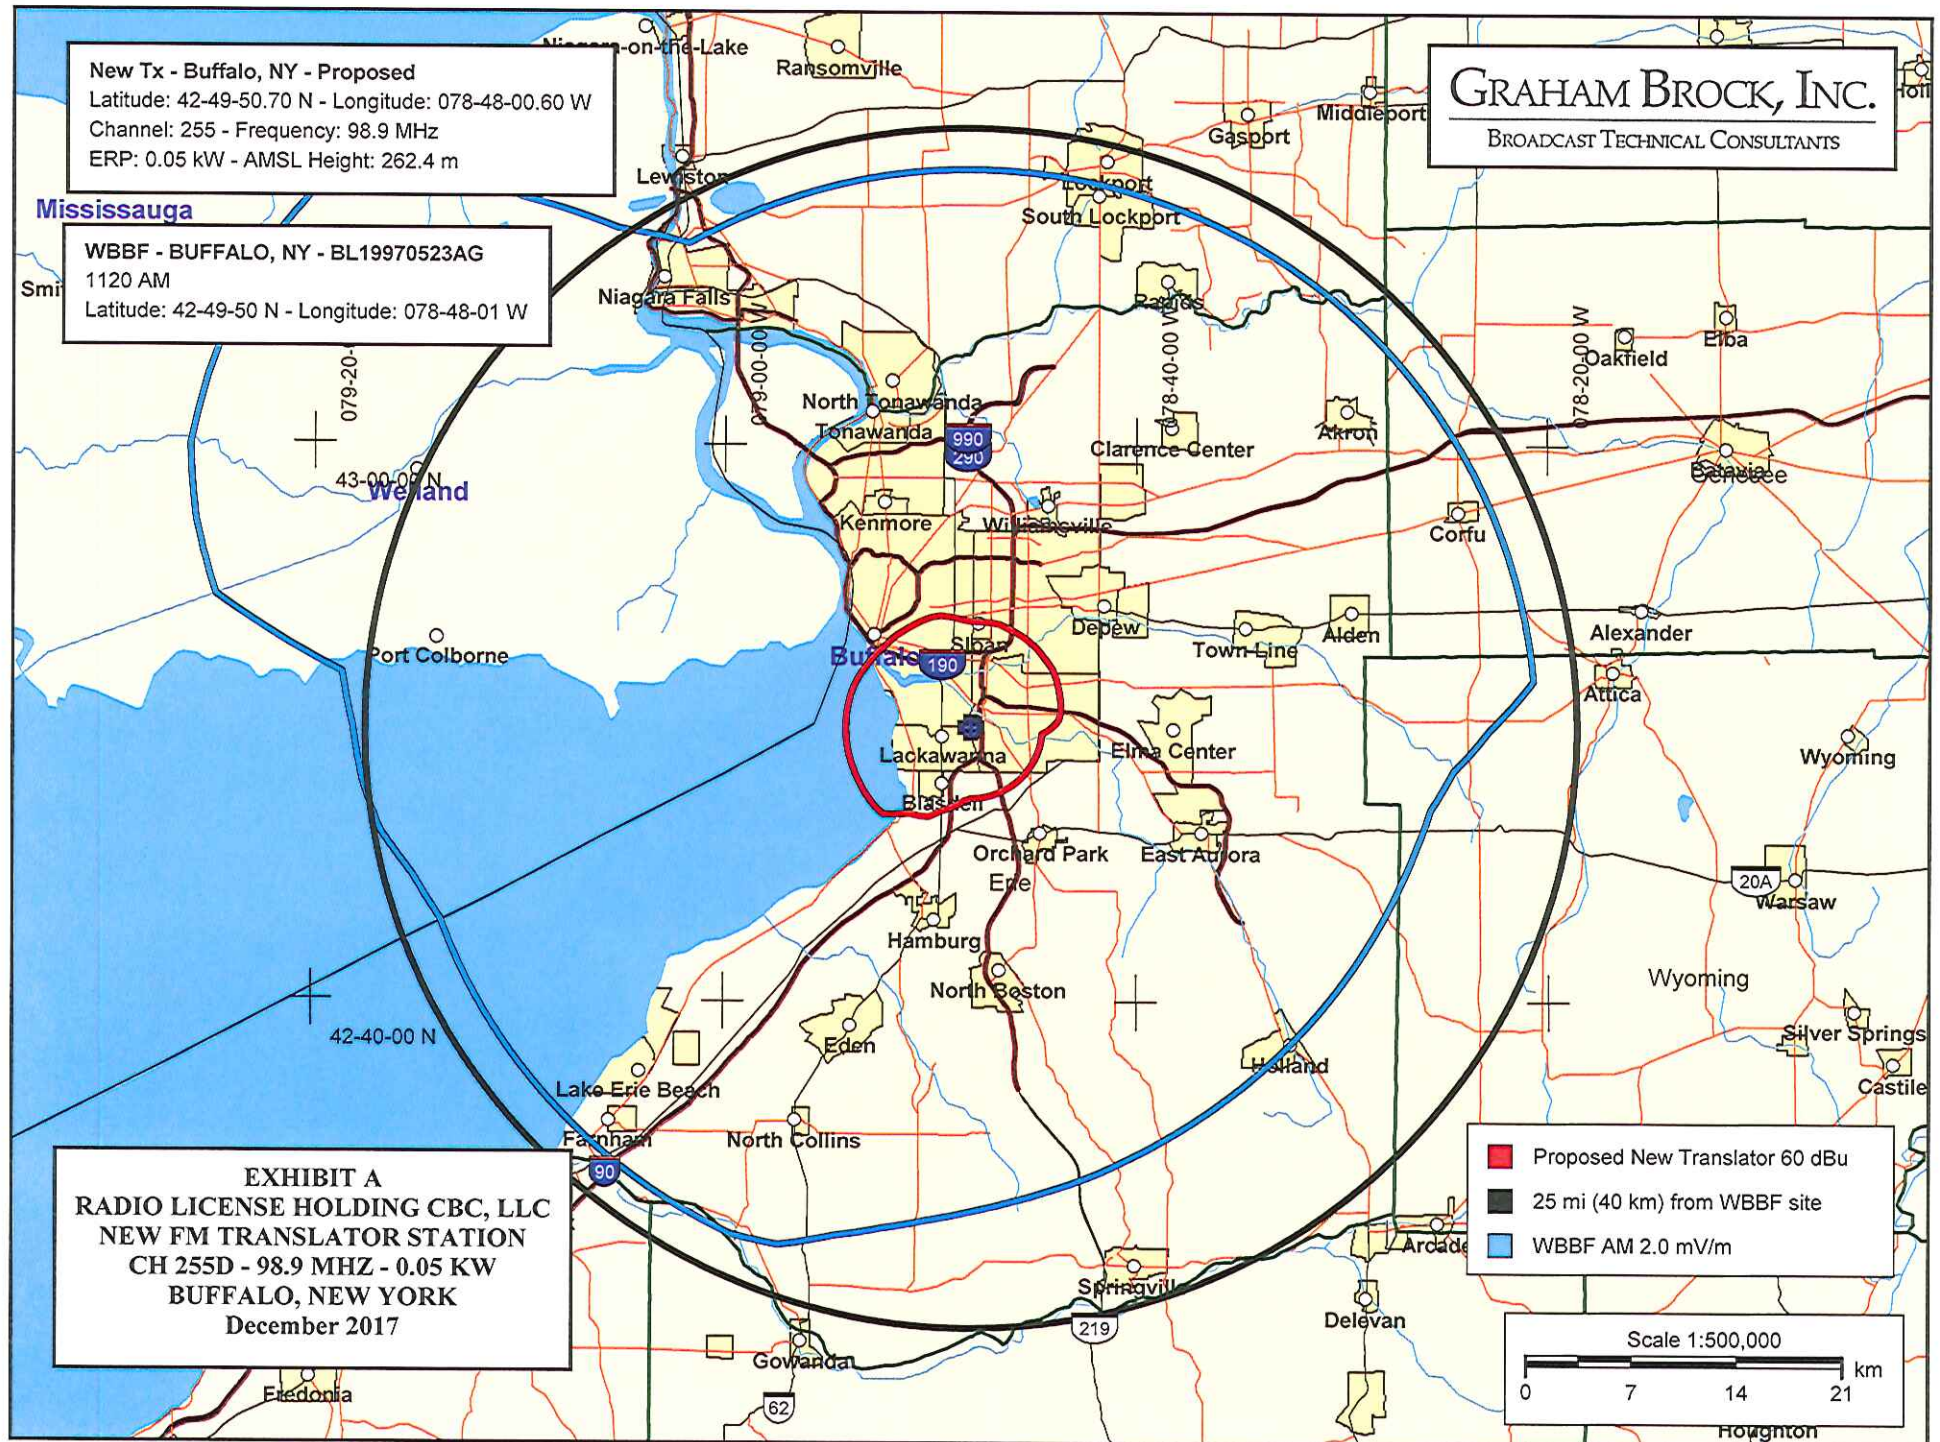 New Tx - Buffalo, NY - Proposed
Latitude: 42-49-50.70 N - Longitude: 078-48-00.60 W
Channel: 255 - Frequency: 98.9 MHz
ERP: 0.05 kW - AMSL Height: 262.4 m
GRAHAM BROCK, INC.
BROADCAST TECHNICAL CONSULTANTS
Niagara-on-the-Lake
Ransomville
Middleport
Gasport
Lewiston
Lockport
South Lockport
Mississauga
WBBF - BUFFALO, NY - BL19970523AG
1120 AM
Latitude: 42-49-50 N - Longitude: 078-48-01 W
Niagara Falls
Rapids
Elba
Oakfield
079-00-00 W
078-40-00 W
078-20-00 W
North Tonawanda
Tonawanda
990
290
Clarence Center
Akron
Batavia
Genesee
43-00-00 N
Welland
Kenmore
Williamsville
Corfu
Depew
Town Line
Alden
Alexander
Port Colborne
Buffalo
Sloan
190
Attica
Lackawanna
Elma Center
Wyoming
Blasdell
Orchard Park
East Aurora
Erie
20A
Warsaw
Hamburg
North Boston
Wyoming
42-40-00 N
Eden
Holland
Silver Springs
Castile
Lake Erie Beach
Farnham
North Collins
90
EXHIBIT A
RADIO LICENSE HOLDING CBC, LLC
NEW FM TRANSLATOR STATION
CH 255D - 98.9 MHZ - 0.05 KW
BUFFALO, NEW YORK
December 2017
Proposed New Translator 60 dBu
25 mi (40 km) from WBBF site
WBBF AM 2.0 mV/m
Arcade
Springville
Delevan
219
Gowanda
62
Fredonia
Scale 1:500,000
km
0 7 14 21
Houghton